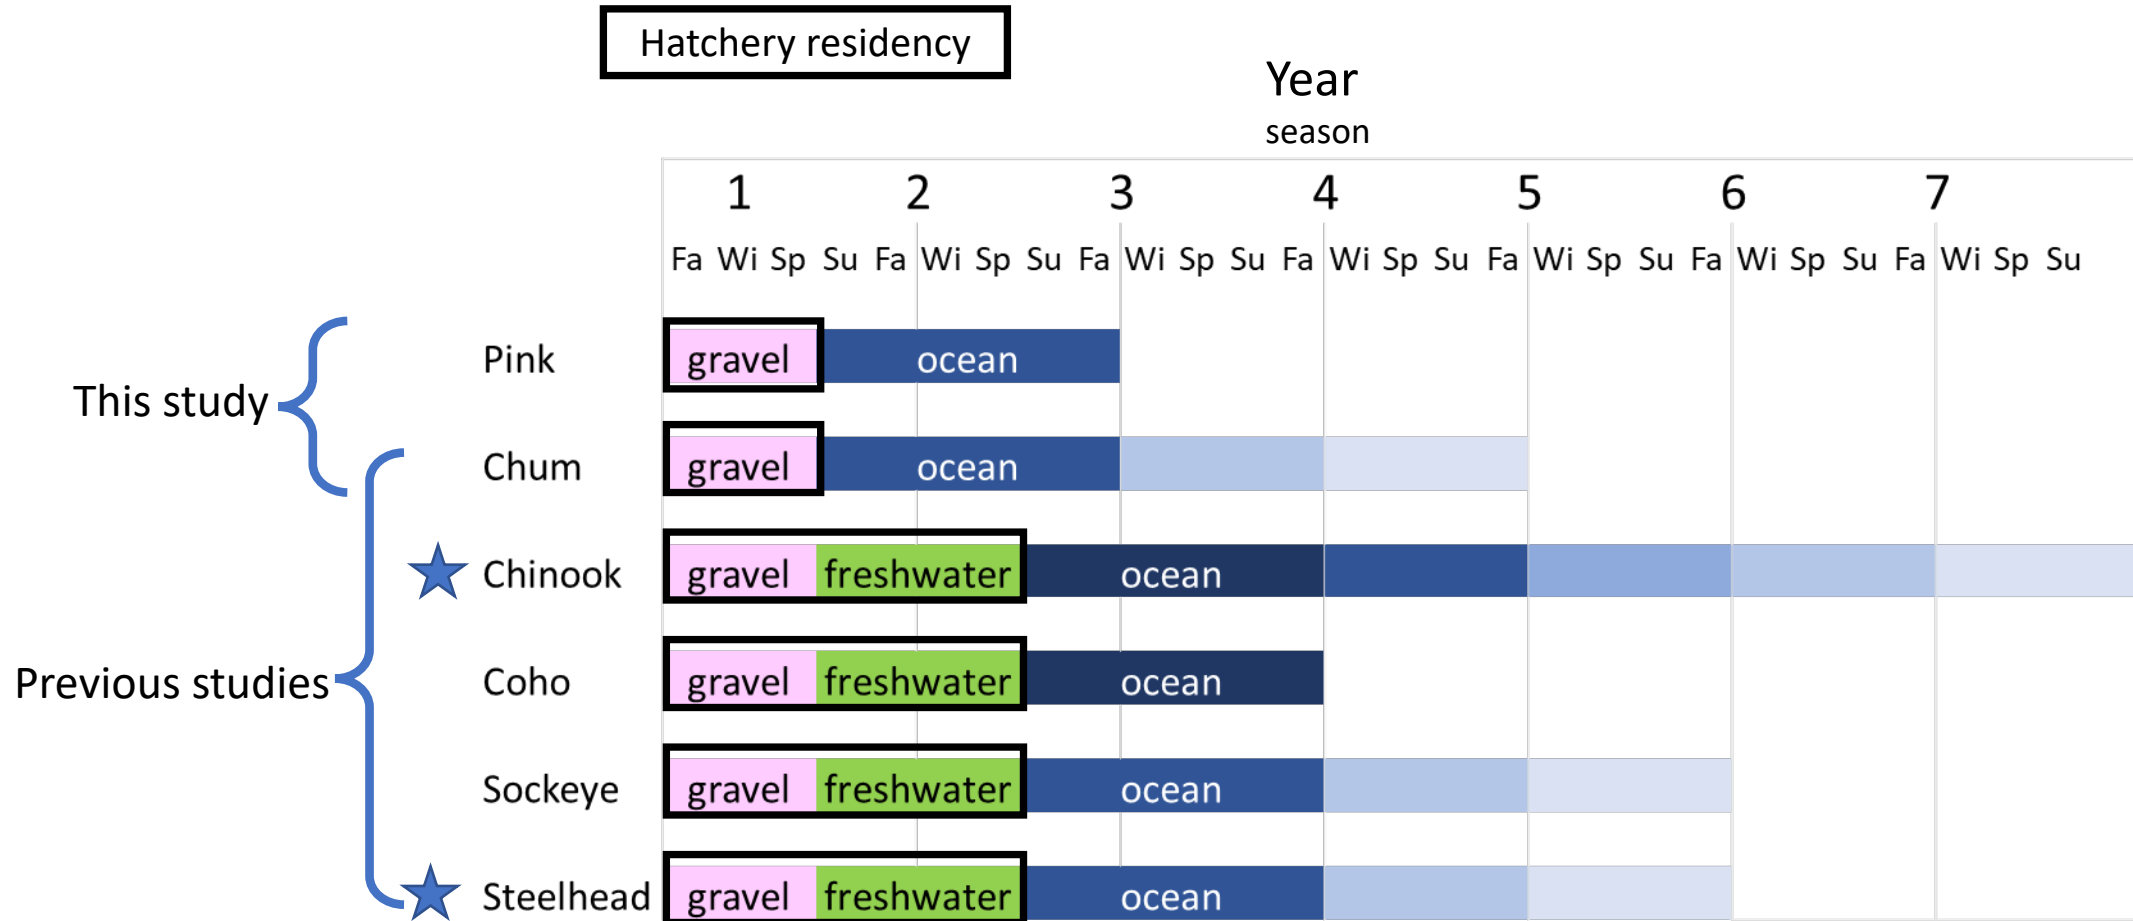 Hatchery residency
Year
season
1 2 3 4 5 6 7
Fa Wi Sp Su Fa Wi Sp Su Fa Wi Sp Su Fa Wi Sp Su Fa Wi Sp Su Fa Wi Sp Su Fa Wi Sp Su
Pink gravel ocean
This study
Chum gravel ocean
Chinook gravel freshwater ocean
Previous studies Coho gravel freshwater ocean
Sockeye gravel freshwater ocean
Steelhead gravel freshwater ocean